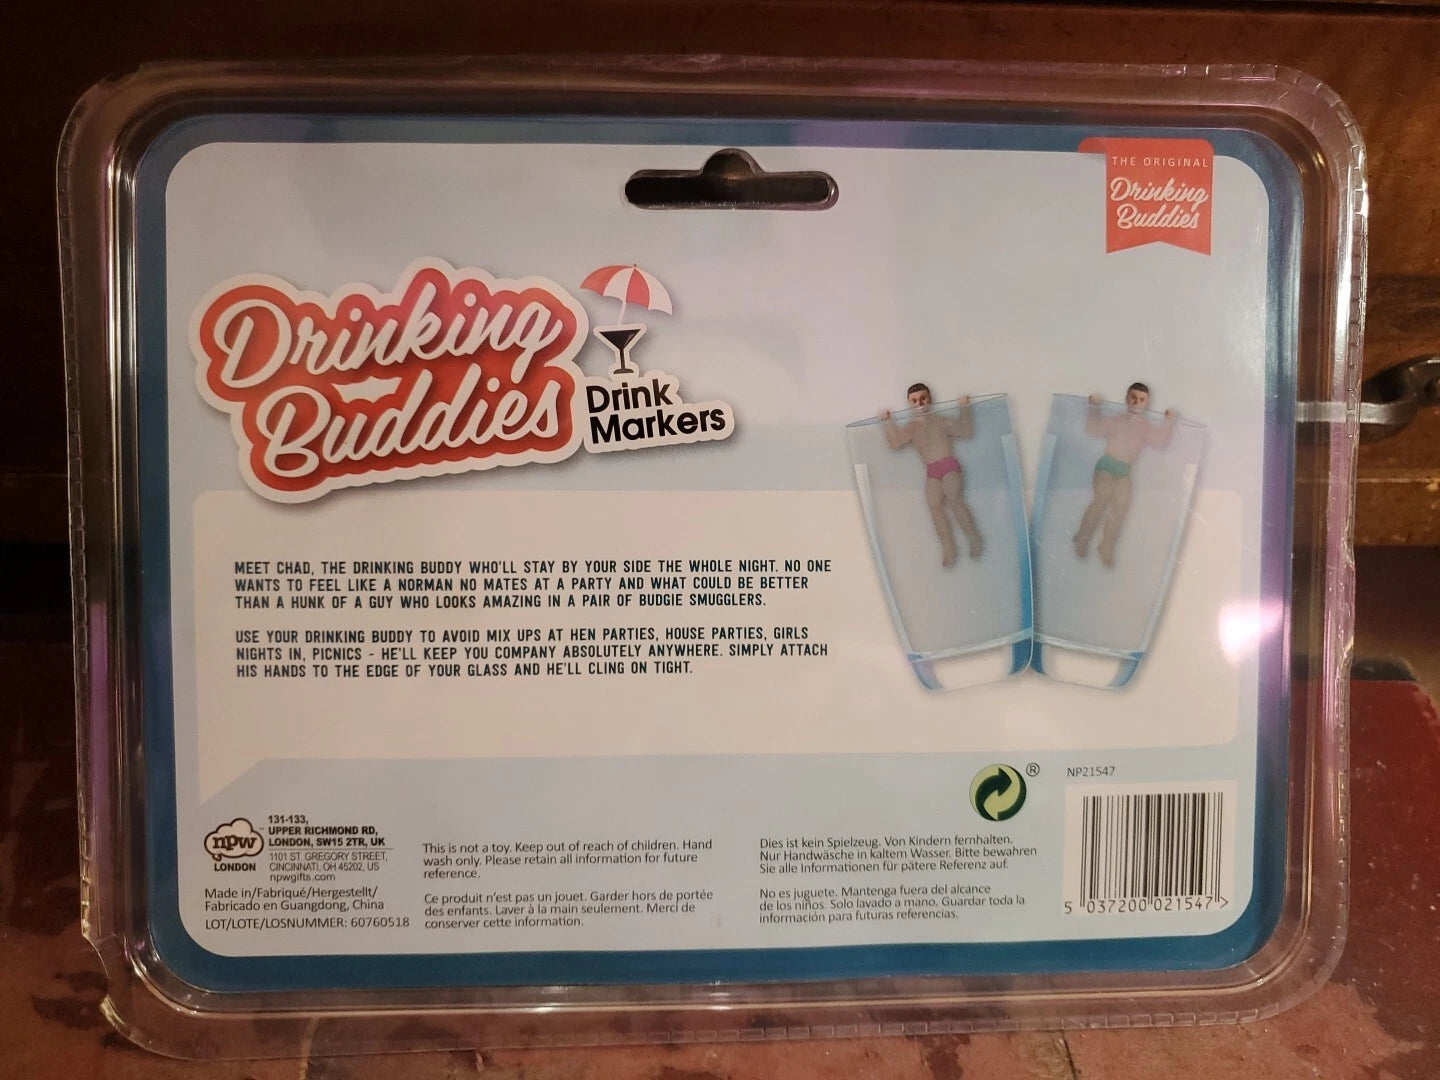 THE ORIGINAL
Drinking
Buddies
Drinking
Buddies
Drink
Markers
MEET CHAD, THE DRINKING BUDDY WHO'LL STAY BY YOUR SIDE THE WHOLE NIGHT. NO ONE
WANTS TO FEEL LIKE A NORMAN NO MATES AT A PARTY AND WHAT COULD BE BETTER
THAN A HUNK OF A GUY WHO LOOKS AMAZING IN A PAIR OF BUDGIE SMUGGLERS.
USE YOUR DRINKING BUDDY TO AVOID MIX UPS AT HEN PARTIES, HOUSE PARTIES, GIRLS
NIGHTS IN, PICNICS - HE'LL KEEP YOU COMPANY ABSOLUTELY ANYWHERE. SIMPLY ATTACH
HIS HANDS TO THE EDGE OF YOUR GLASS AND HE'LL CLING ON TIGHT.
npw
LONDON
131-133,
UPPER RICHMOND RD,
LONDON, SW15 2TR, UK
1101 ST. GREGORY STREET,
CINCINNATI, OH 45202, US
npwgifts.com
Made in/Fabriqué/Hergestellt/
Fabricado en Guangdong, China
LOT/LOTE/LOSNUMMER: 60760518
This is not a toy. Keep out of reach of children. Hand
wash only. Please retain all information for future
reference.
Ce produit n'est pas un jouet. Garder hors de portée
des enfants. Laver à la main seulement. Merci de
conserver cette information.
Dies ist kein Spielzeug. Von Kindern fernhalten.
Nur Handwäsche in kaltem Wasser. Bitte bewahren
Sie alle Informationen für pätere Referenz auf.
No es juguete. Mantenga fuera del alcance
de los niños. Solo lavado a mano. Guardar toda la
información para futuras referencias.
®
NP21547
5 037200 021547 >